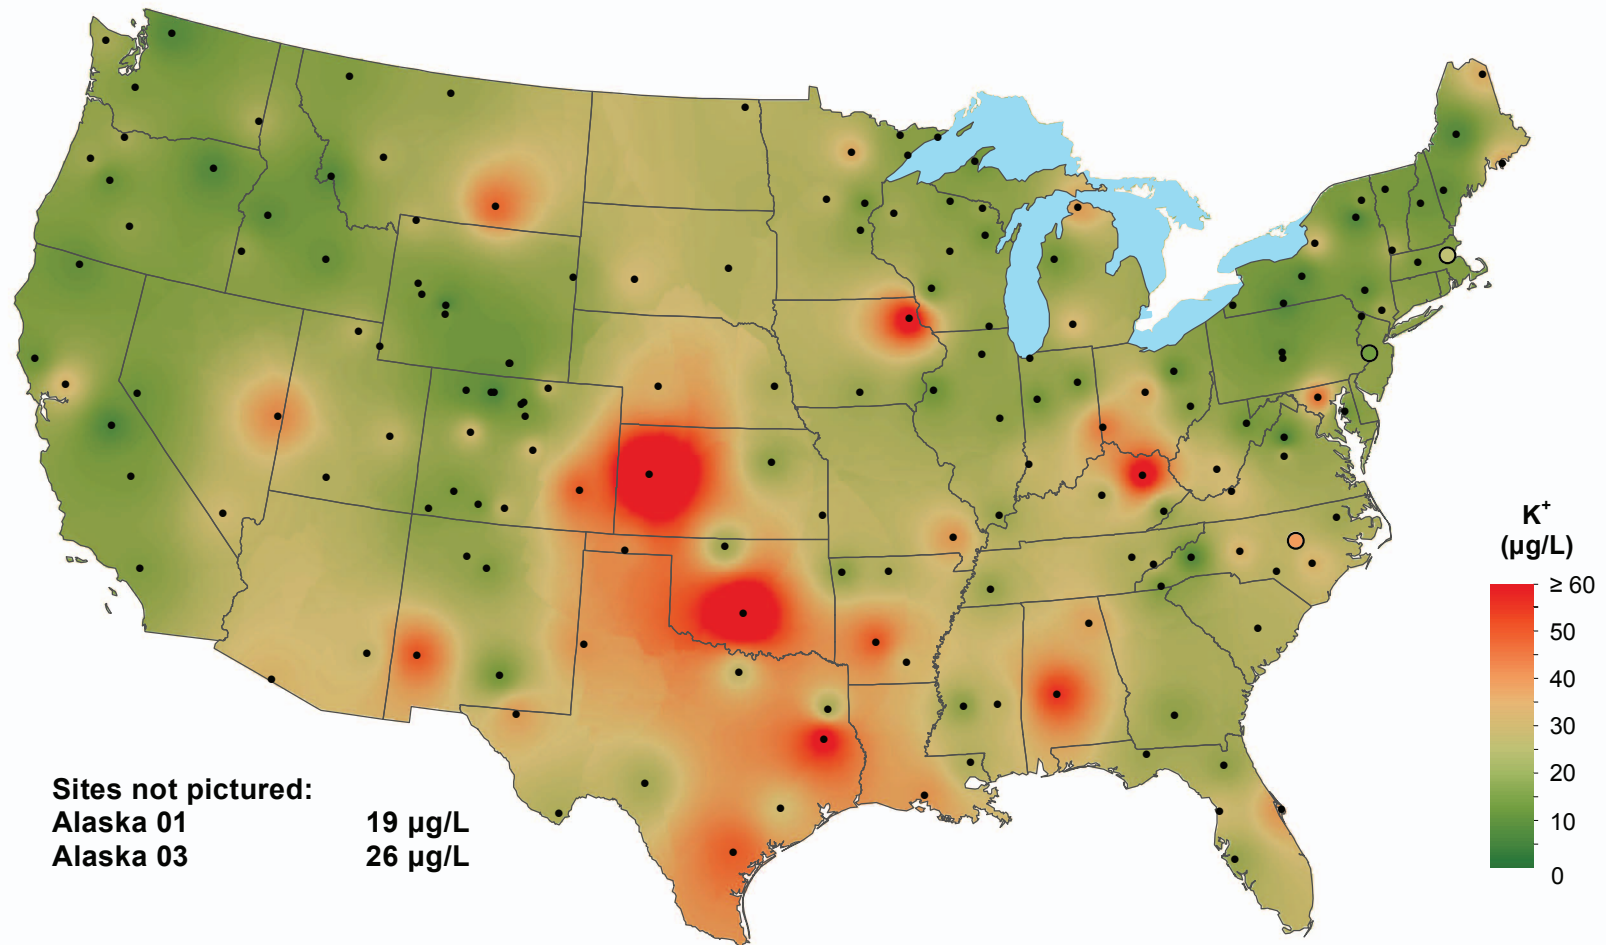 K+
(µg/L)
≥ 60
50
40
30
20
10
0
Sites not pictured:
Alaska 01 19 µg/L
Alaska 03 26 µg/L